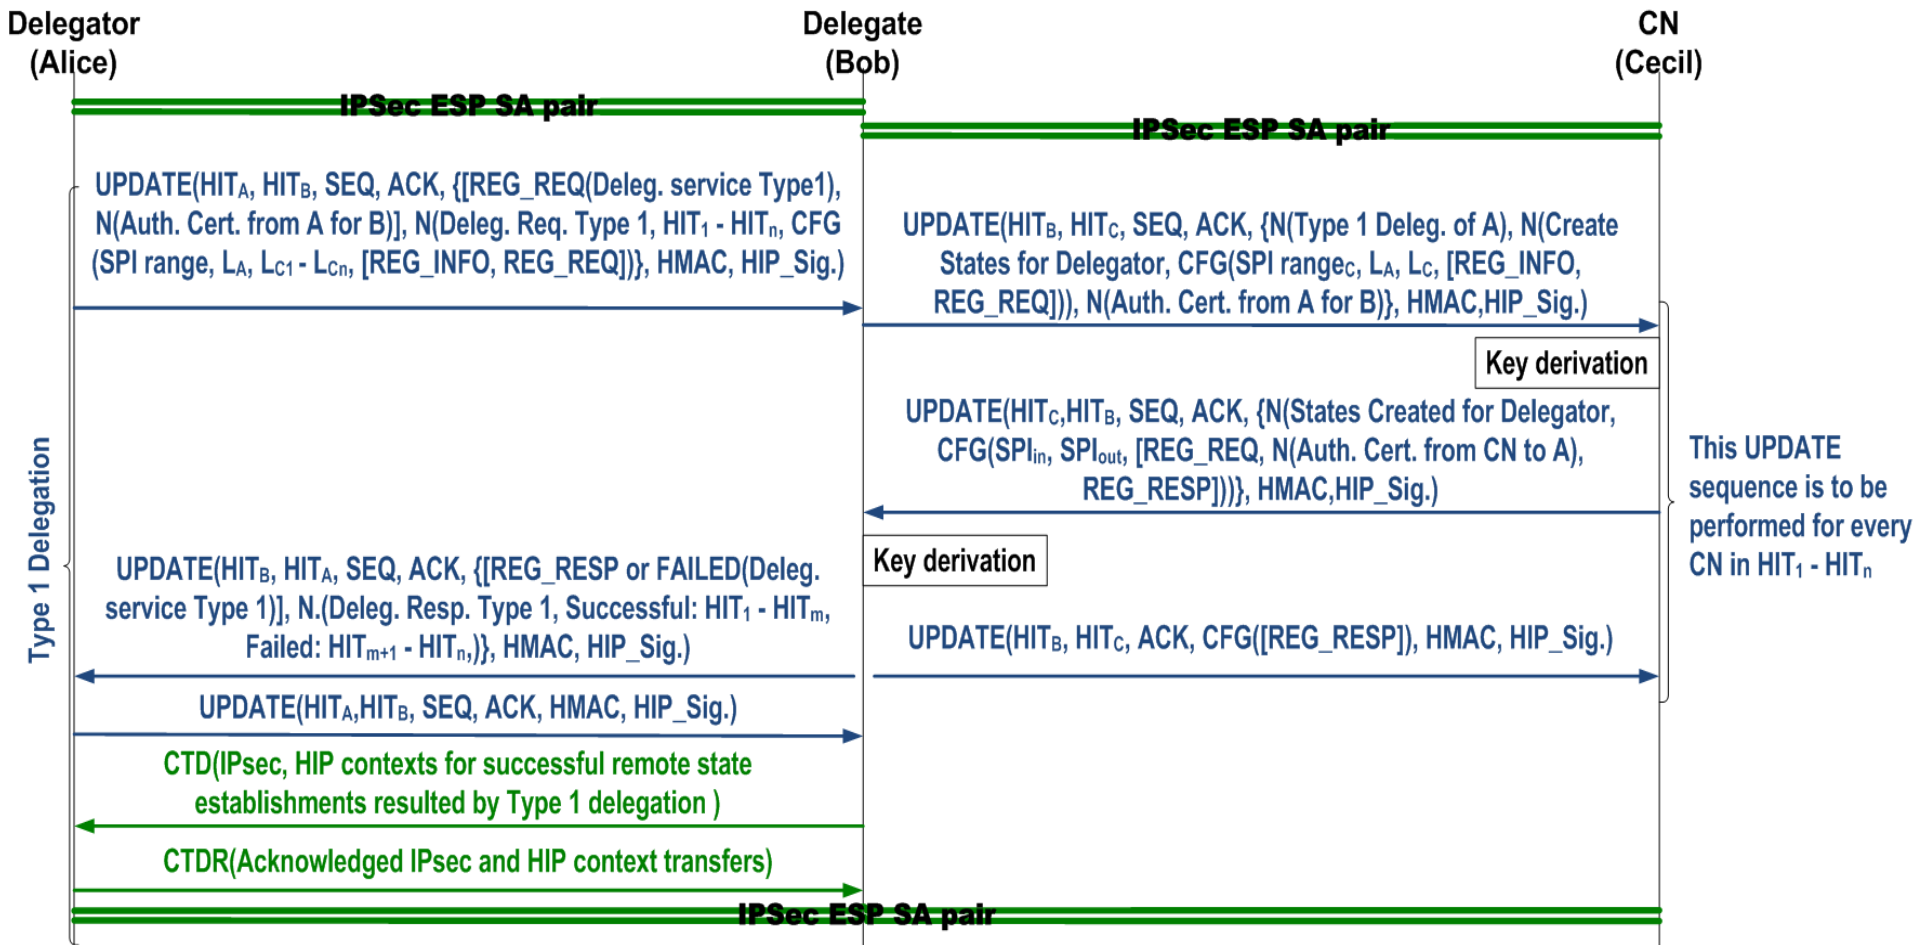 Delegator
(Alice)
Delegate
(Bob)
CN
(Cecil)
IPSec ESP SA pair
IPSec ESP SA pair
UPDATE(HITA, HITB, SEQ, ACK, {[REG_REQ(Deleg. service Type1),
N(Auth. Cert. from A for B)], N(Deleg. Req. Type 1, HIT1 - HITn, CFG
(SPI range, LA, LC1 - LCn, [REG_INFO, REG_REQ])}, HMAC, HIP_Sig.)
UPDATE(HITB, HITC, SEQ, ACK, {N(Type 1 Deleg. of A), N(Create
States for Delegator, CFG(SPI rangeC, LA, LC, [REG_INFO,
REG_REQ])), N(Auth. Cert. from A for B)}, HMAC,HIP_Sig.)
Key derivation
UPDATE(HITC,HITB, SEQ, ACK, {N(States Created for Delegator,
CFG(SPIin, SPIout, [REG_REQ, N(Auth. Cert. from CN to A),
REG_RESP]))}, HMAC,HIP_Sig.)
This UPDATE
sequence is to be
performed for every
CN in HIT1 - HITn
Type 1 Delegation
Key derivation
UPDATE(HITB, HITA, SEQ, ACK, {[REG_RESP or FAILED(Deleg.
service Type 1)], N.(Deleg. Resp. Type 1, Successful: HIT1 - HITm,
Failed: HITm+1 - HITn,)}, HMAC, HIP_Sig.)
UPDATE(HITB, HITC, ACK, CFG([REG_RESP]), HMAC, HIP_Sig.)
UPDATE(HITA,HITB, SEQ, ACK, HMAC, HIP_Sig.)
CTD(IPsec, HIP contexts for successful remote state
establishments resulted by Type 1 delegation )
CTDR(Acknowledged IPsec and HIP context transfers)
IPSec ESP SA pair